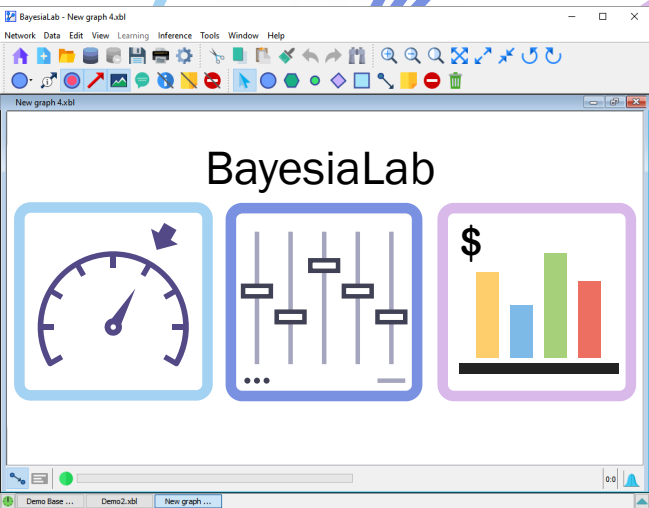 BayesiaLab - New graph 4.xbl
Network Data Edit View Learning Inference Tools Window Help
New graph 4.xbl
BayesiaLab
$
0:0
Demo Base ... Demo2.xbl New graph ...